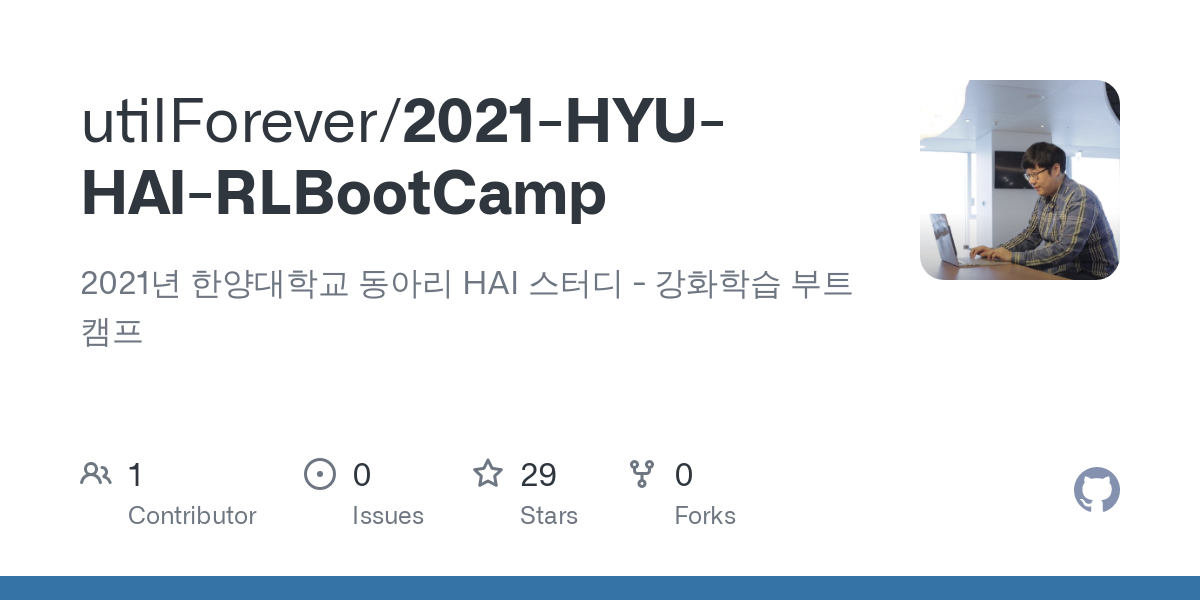 utilForever/2021-HYU-
HAI-RLBootCamp
2021년 한양대학교 동아리 HAI 스터디 - 강화학습 부트
캠프
1 0 29 0
Contributor Issues Stars Forks